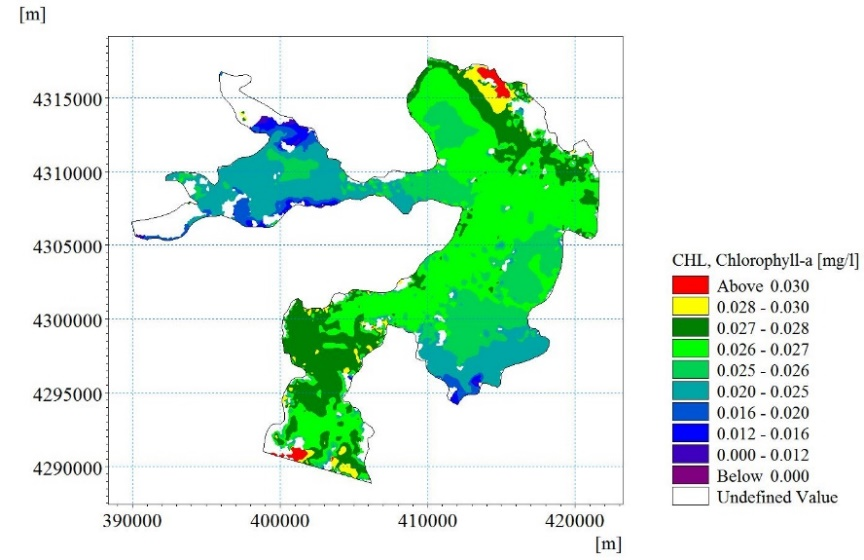 [m]
4315000
4310000
4305000
4300000
4295000
4290000
390000 400000 410000 420000
[m]
CHL, Chlorophyll-a [mg/l]
Above 0.030
0.028 - 0.030
0.027 - 0.028
0.026 - 0.027
0.025 - 0.026
0.020 - 0.025
0.016 - 0.020
0.012 - 0.016
0.000 - 0.012
Below 0.000
Undefined Value